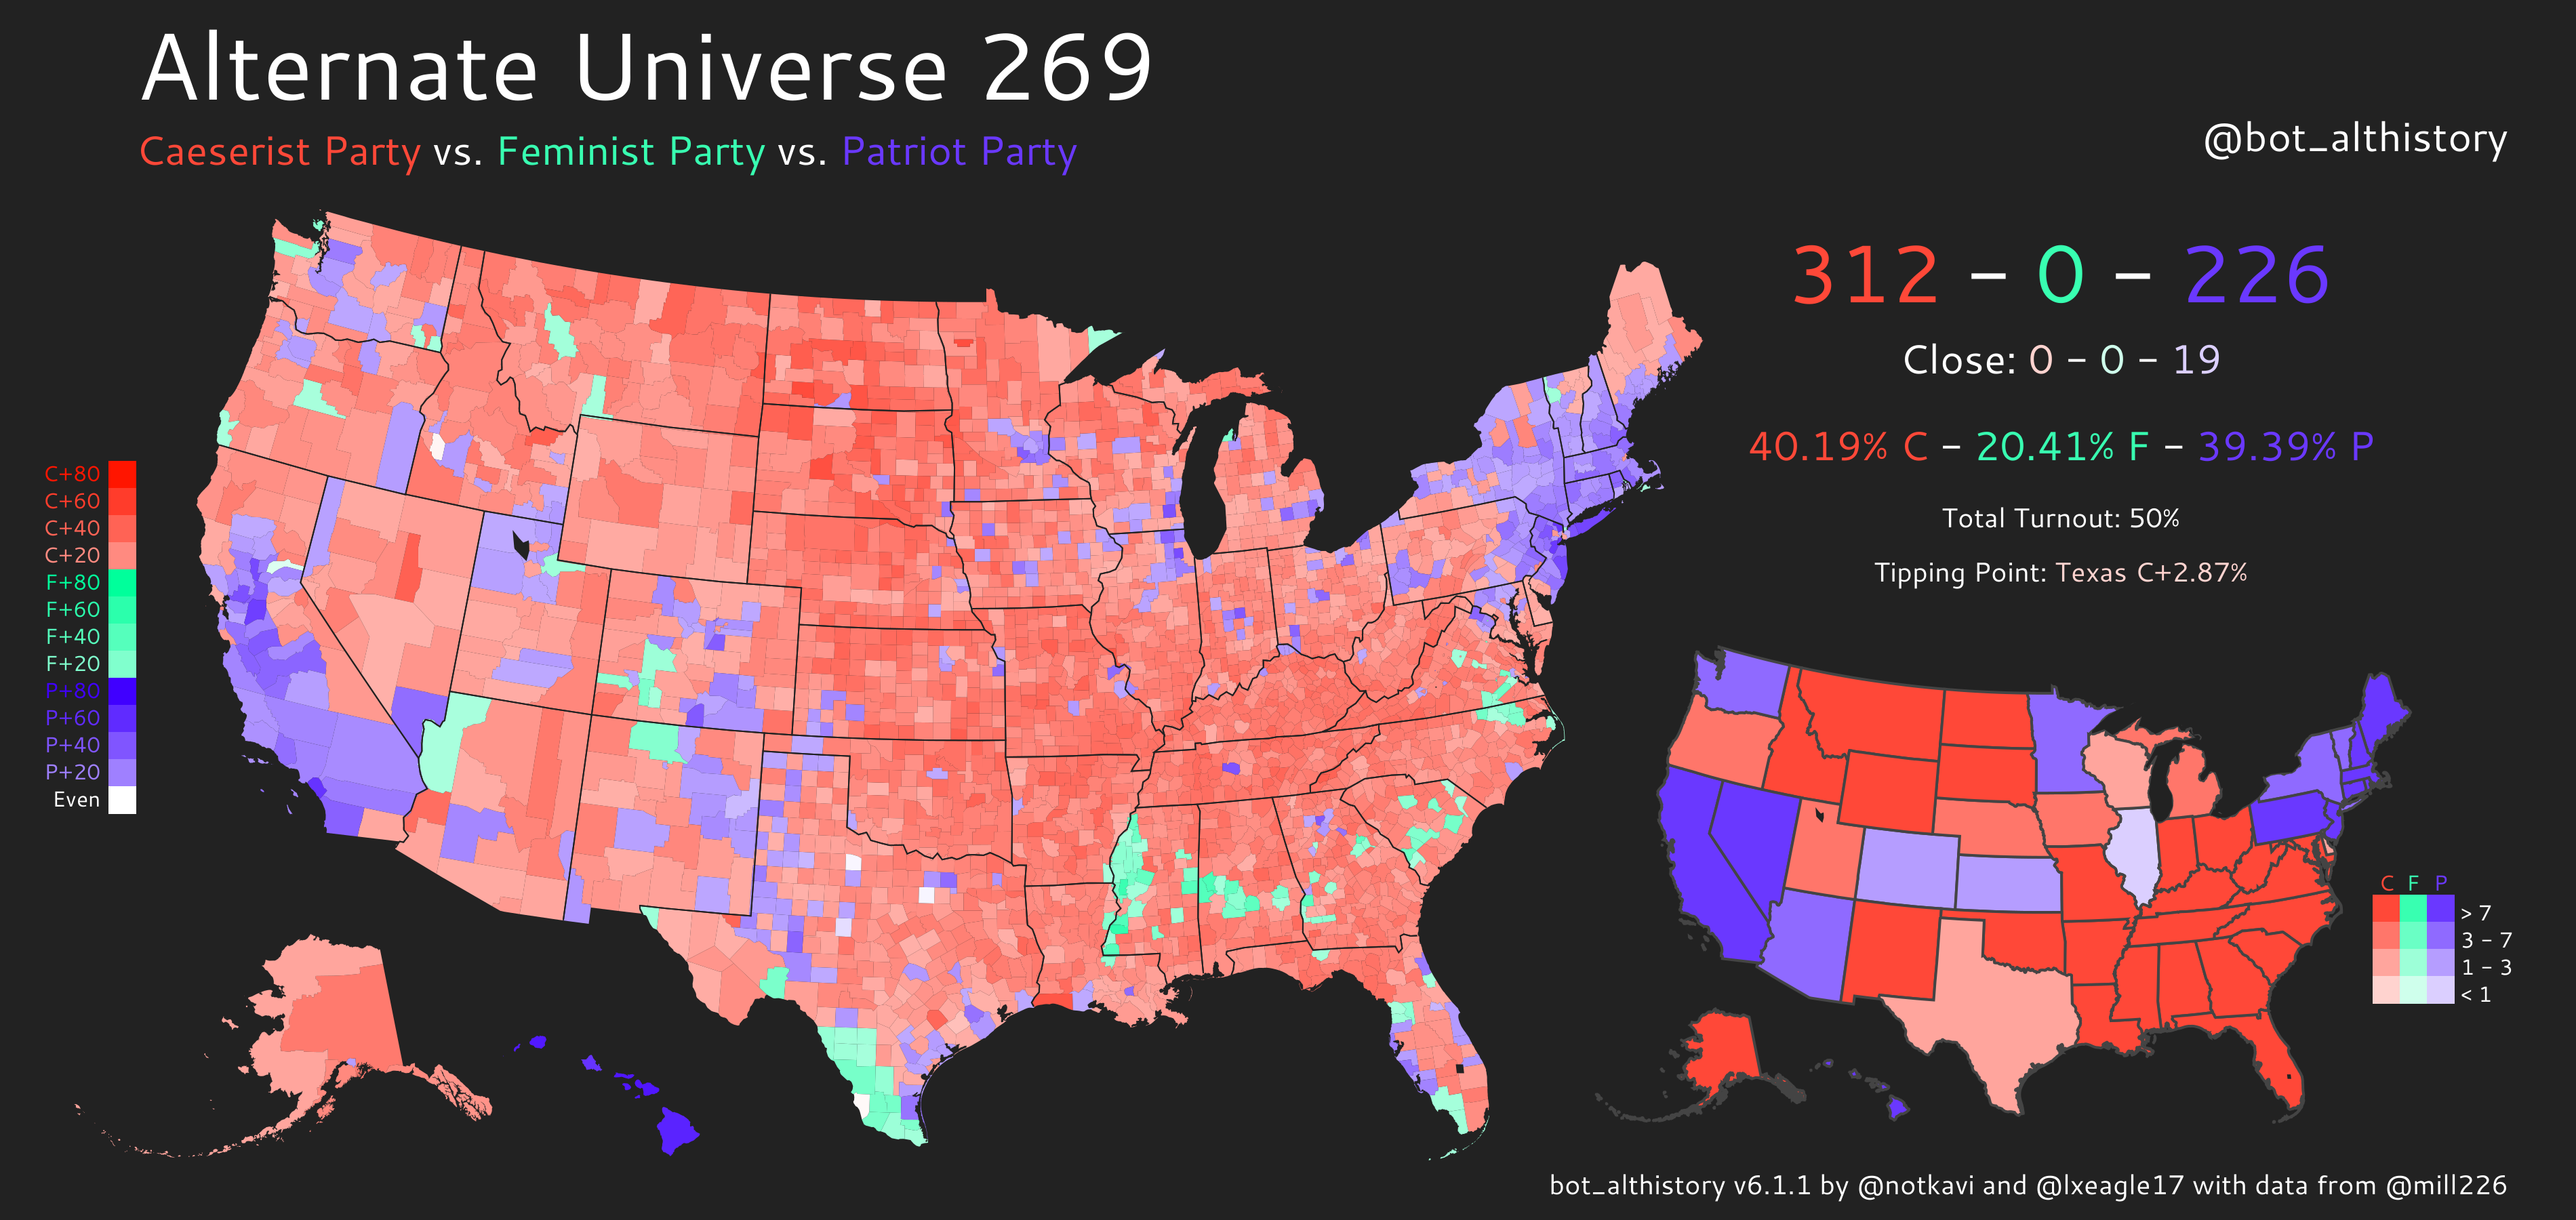 Alternate Universe 269
Caeserist Party vs. Feminist Party vs. Patriot Party
@bot_althistory
312 – 0 – 226
Close: 0 – 0 – 19
40.19% C – 20.41% F – 39.39% P
Total Turnout: 50%
Tipping Point: Texas C+2.87%
C+80
C+60
C+40
C+20
F+80
F+60
F+40
F+20
P+80
P+60
P+40
P+20
Even
C F P
> 7
3 – 7
1 – 3
< 1
bot_althistory v6.1.1 by @notkavi and @lxeagle17 with data from @mill226